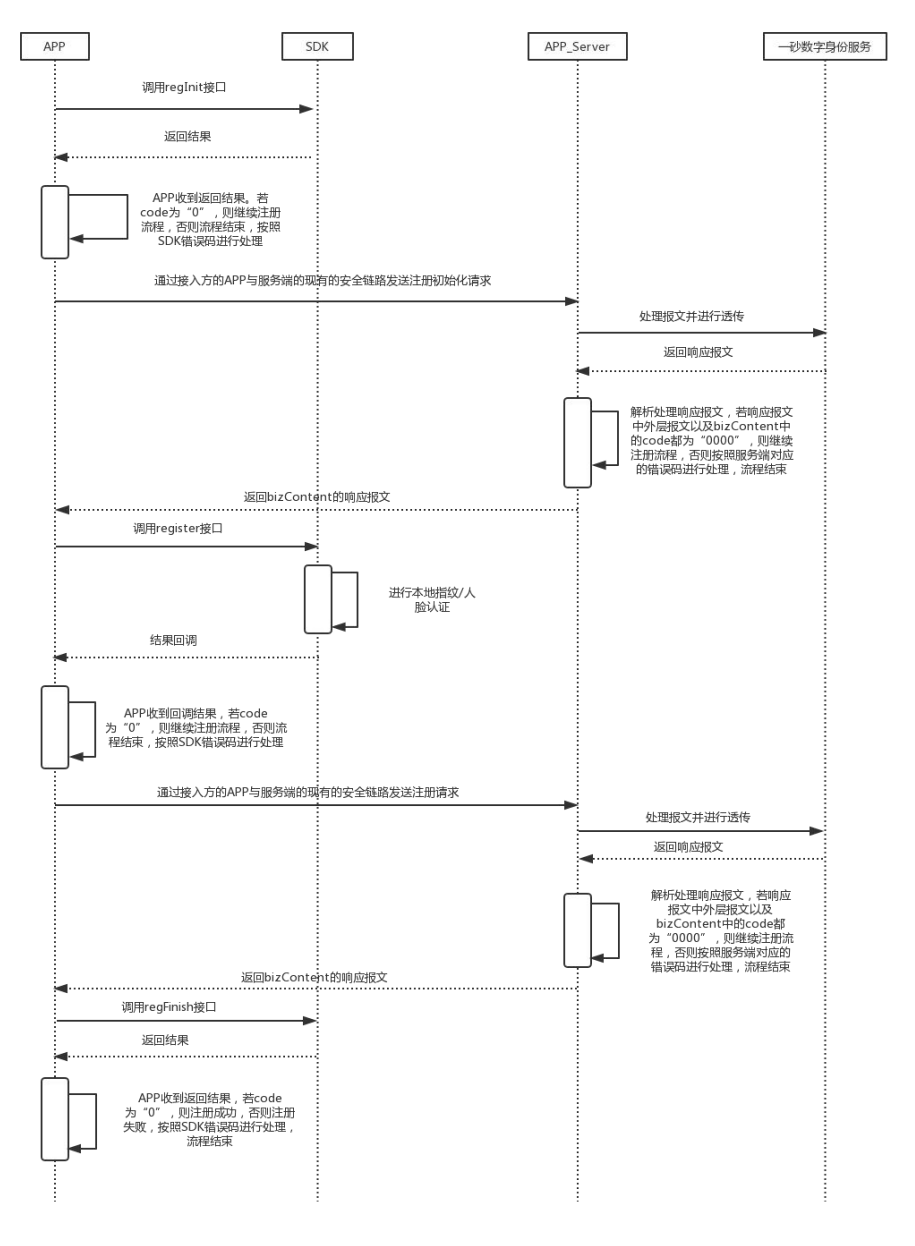 APP
SDK
APP_Server
一砂数字身份服务
调用regInit接口
返回结果
APP收到返回结果。若
code为“0”，则继续注册
流程，否则流程结束，按照
SDK错误码进行处理
通过接入方的APP与服务端的现有的安全链路发送注册初始化请求
处理报文并进行透传
返回响应报文
解析处理响应报文，若响应报文
中外层报文以及bizContent中
的code都为“0000”，则继续
注册流程，否则按照服务端对应
的错误码进行处理，流程结束
返回bizContent的响应报文
调用register接口
进行本地指纹/人
脸认证
结果回调
APP收到回调结果，若code
为“0”，则继续注册流程，否则流
程结束，按照SDK错误码进行处理
通过接入方的APP与服务端的现有的安全链路发送注册请求
处理报文并进行透传
返回响应报文
解析处理响应报文，若响应
报文中外层报文以及
bizContent中的code都
为“0000”，则继续注册流
程，否则按照服务端对应的
错误码进行处理，流程结束
返回bizContent的响应报文
调用regFinish接口
返回结果
APP收到返回结果，若code
为“0”，则注册成功，否则注册
失败，按照SDK错误码进行处理，
流程结束